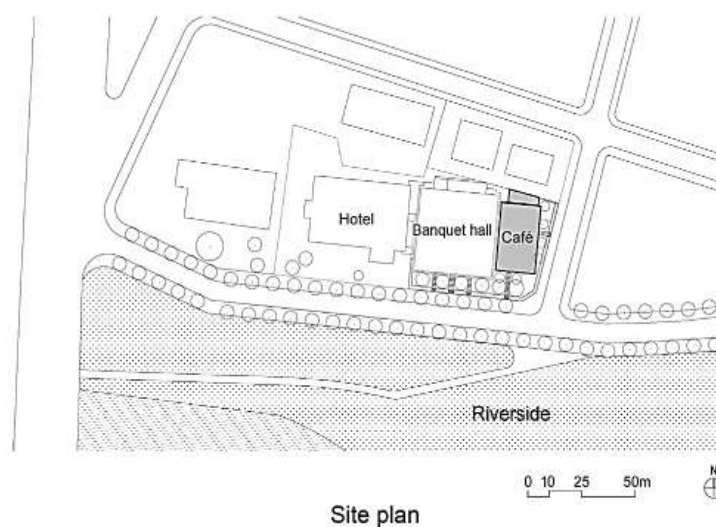 Hotel
Banquet hall
Café
Riverside
0 10 25 50m
N
Site plan